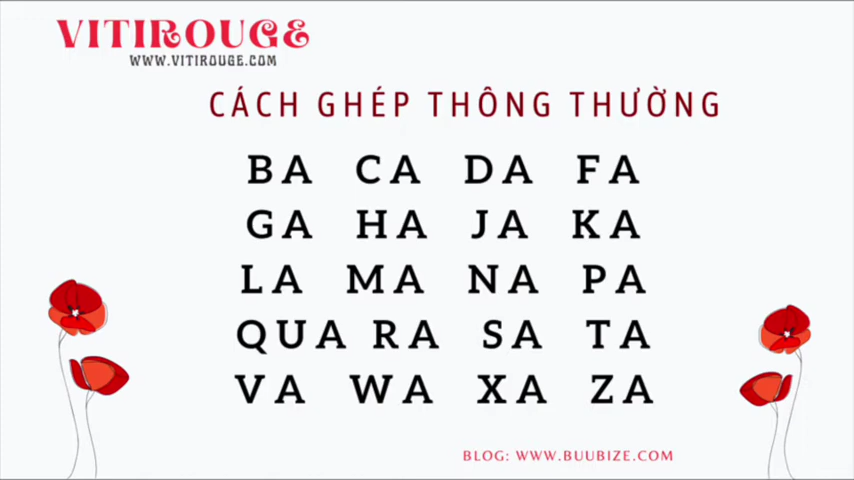 VITIROUGE
WWW.VITIROUGE.COM
CÁCH GHÉP THÔNG THƯỜNG
BA CA DA FA
GA HA JA KA
LA MA NA PA
QUA RA SA TA
VA WA XA ZA
BLOG: WWW.BUUBIZE.COM